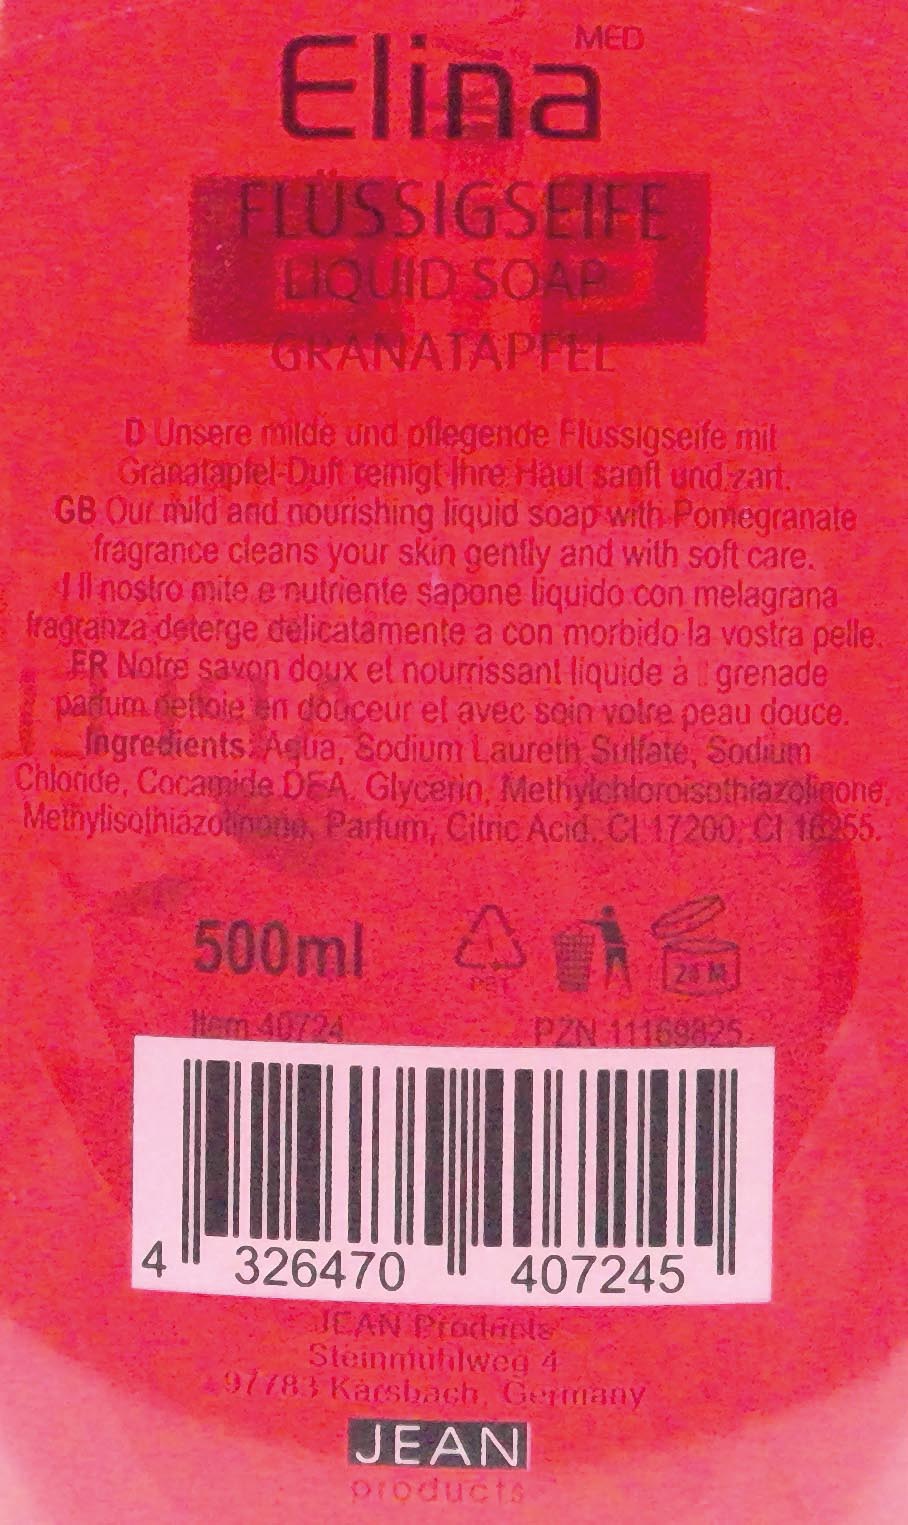 Elina MED
FLÜSSIGSEIFE
LIQUID SOAP
GRANATAPFEL
D Unsere milde und pflegende Flüssigseife mit
Granatapfel-Duft reinigt Ihre Haut sanft und zart.
GB Our mild and nourishing liquid soap with Pomegranate
fragrance cleans your skin gently and with soft care.
I Il nostro mite e nutriente sapone liquido con melagrana
fragranza deterge delicatamente a con morbido la vostra pelle.
FR Notre savon doux et nourrissant liquide à grenade
parfum nettoie en douceur et avec soin votre peau douce.
Ingredients: Aqua, Sodium Laureth Sulfate, Sodium
Chloride, Cocamide DEA, Glycerin, Methylchloroisothiazolinone,
Methylisothiazolinone, Parfum, Citric Acid, CI 17200, CI 16255.
500ml
PET
24 M
Item 40724 PZN 11169825
4 326470 407245
JEAN Products
Steinmühlweg 4
97783 Karsbach, Germany
JEAN
products